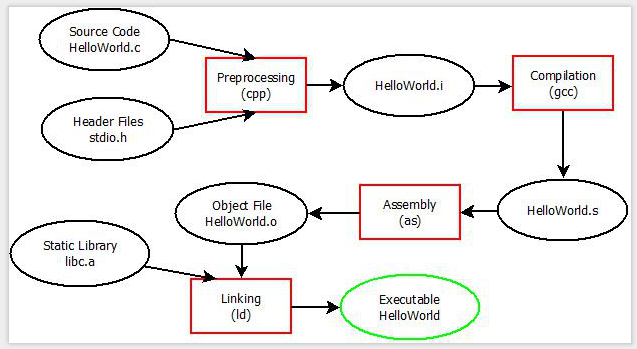 Source Code
HelloWorld.c
Preprocessing
(cpp)
HelloWorld.i
Compilation
(gcc)
Header Files
stdio.h
Object File
HelloWorld.o
Assembly
(as)
HelloWorld.s
Static Library
libc.a
Linking
(ld)
Executable
HelloWorld